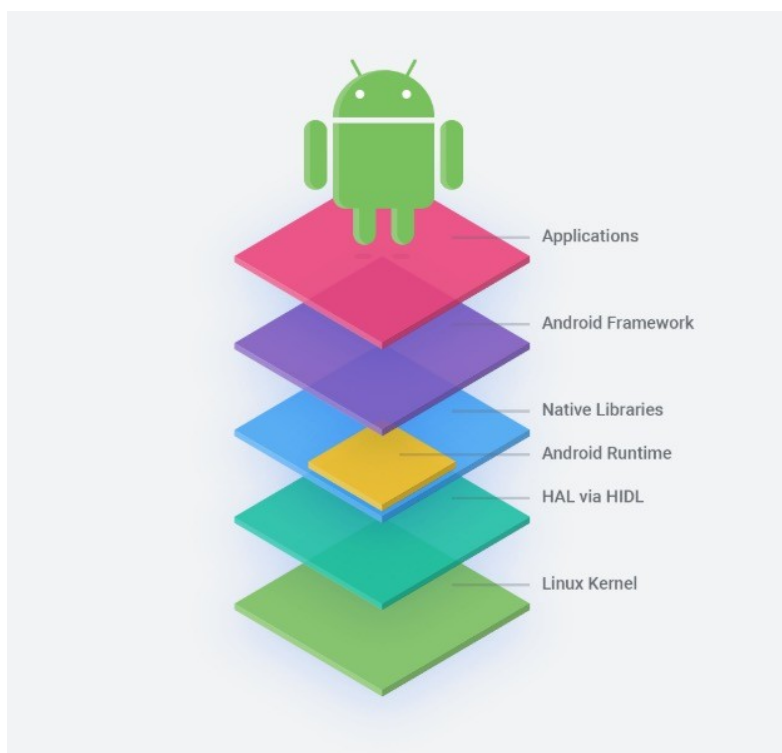 Applications
Android Framework
Native Libraries
Android Runtime
HAL via HIDL
Linux Kernel